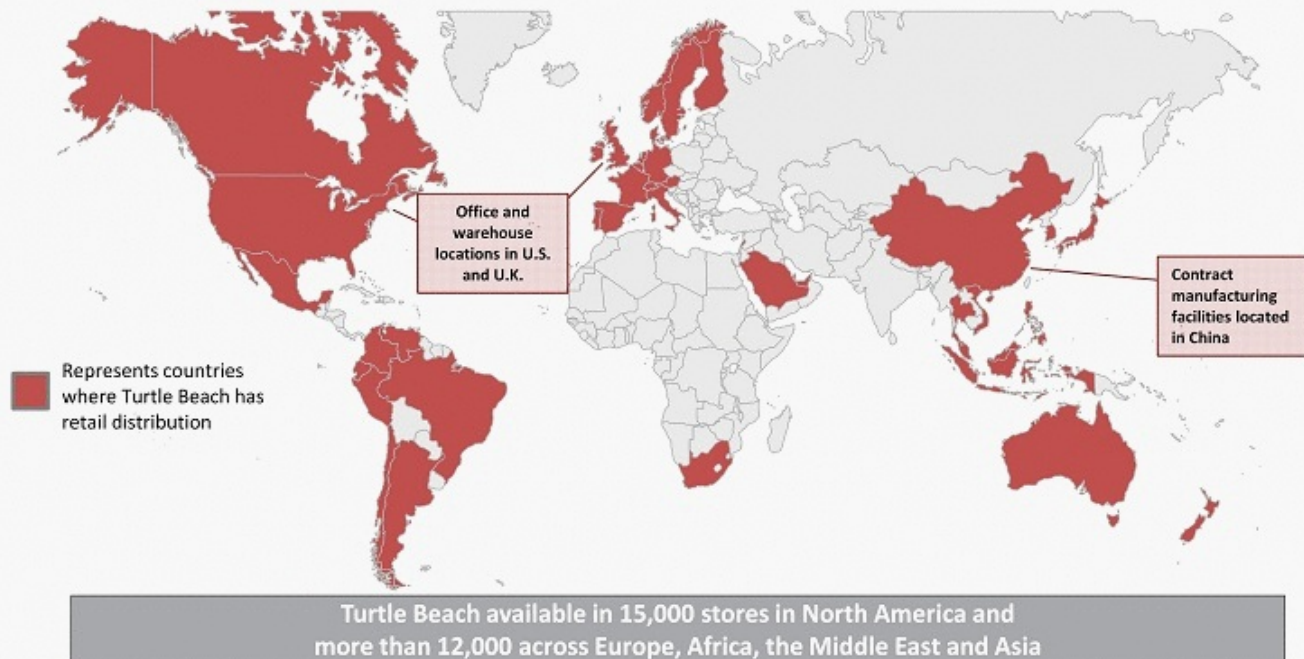 Office and
warehouse
locations in U.S.
and U.K.
Contract
manufacturing
facilities located
in China
Represents countries
where Turtle Beach has
retail distribution
Turtle Beach available in 15,000 stores in North America and
more than 12,000 across Europe, Africa, the Middle East and Asia